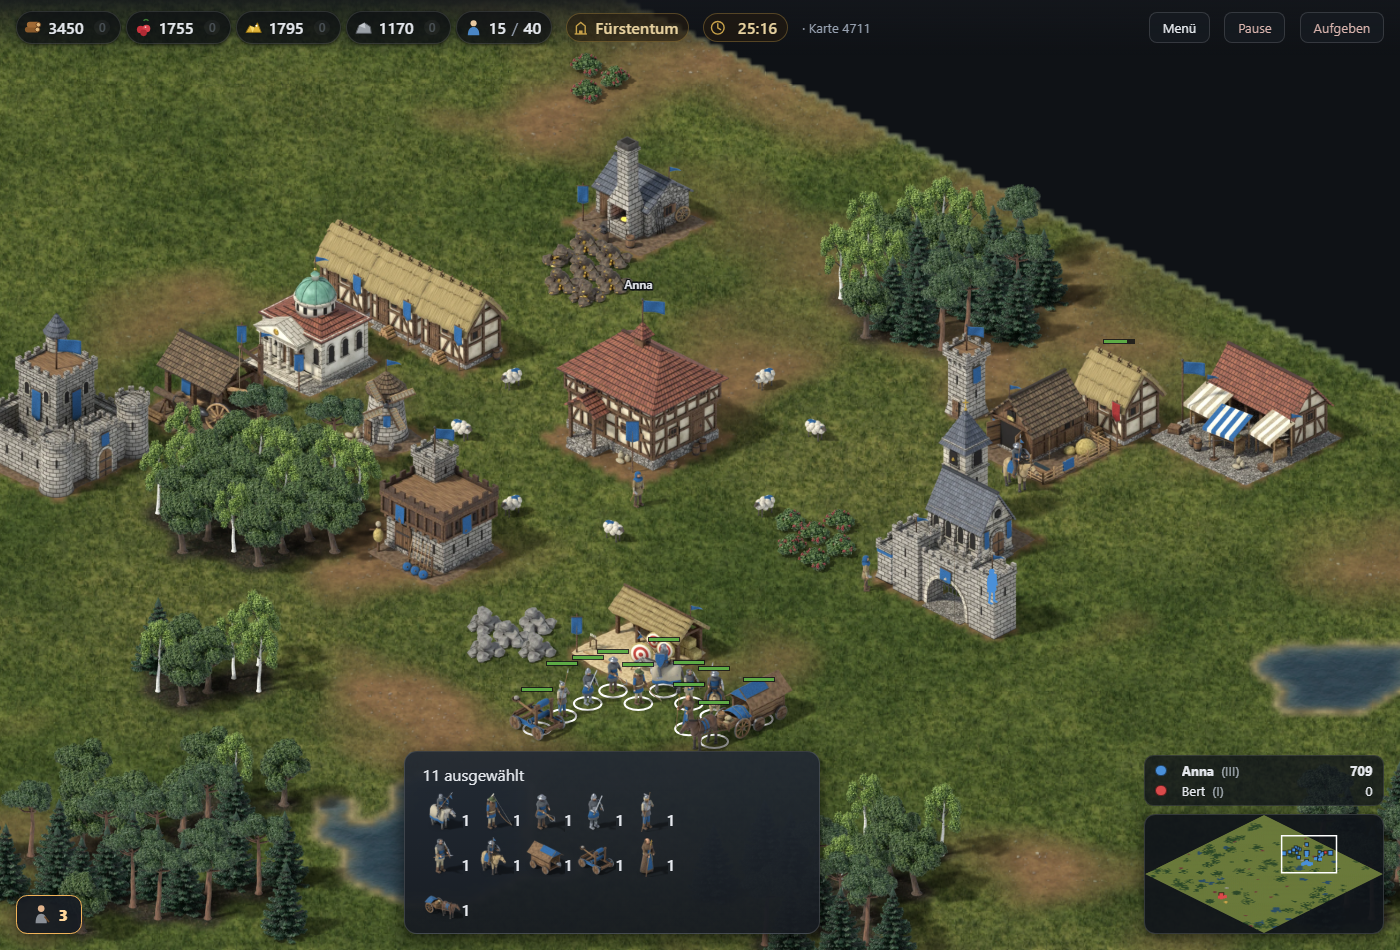 3450 0 1755 0 1795 0 1170 0 15 / 40 Fürstentum 25:16 · Karte 4711 Menü Pause Aufgeben
Anna
11 ausgewählt
1 1 1 1 1
1 1 1 1 1
1
Anna (III) 709
Bert (I) 0
3